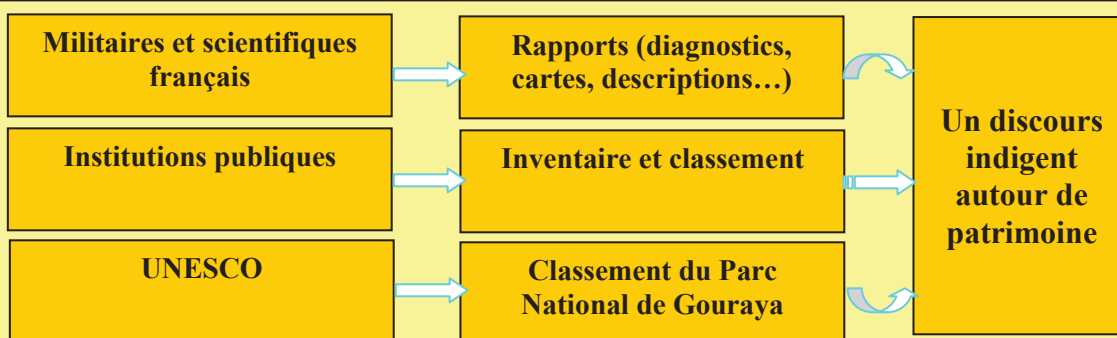 Militaires et scientifiques
français
Rapports (diagnostics,
cartes, descriptions…)
Institutions publiques
Inventaire et classement
UNESCO
Classement du Parc
National de Gouraya
Un discours
indigent
autour de
patrimoine